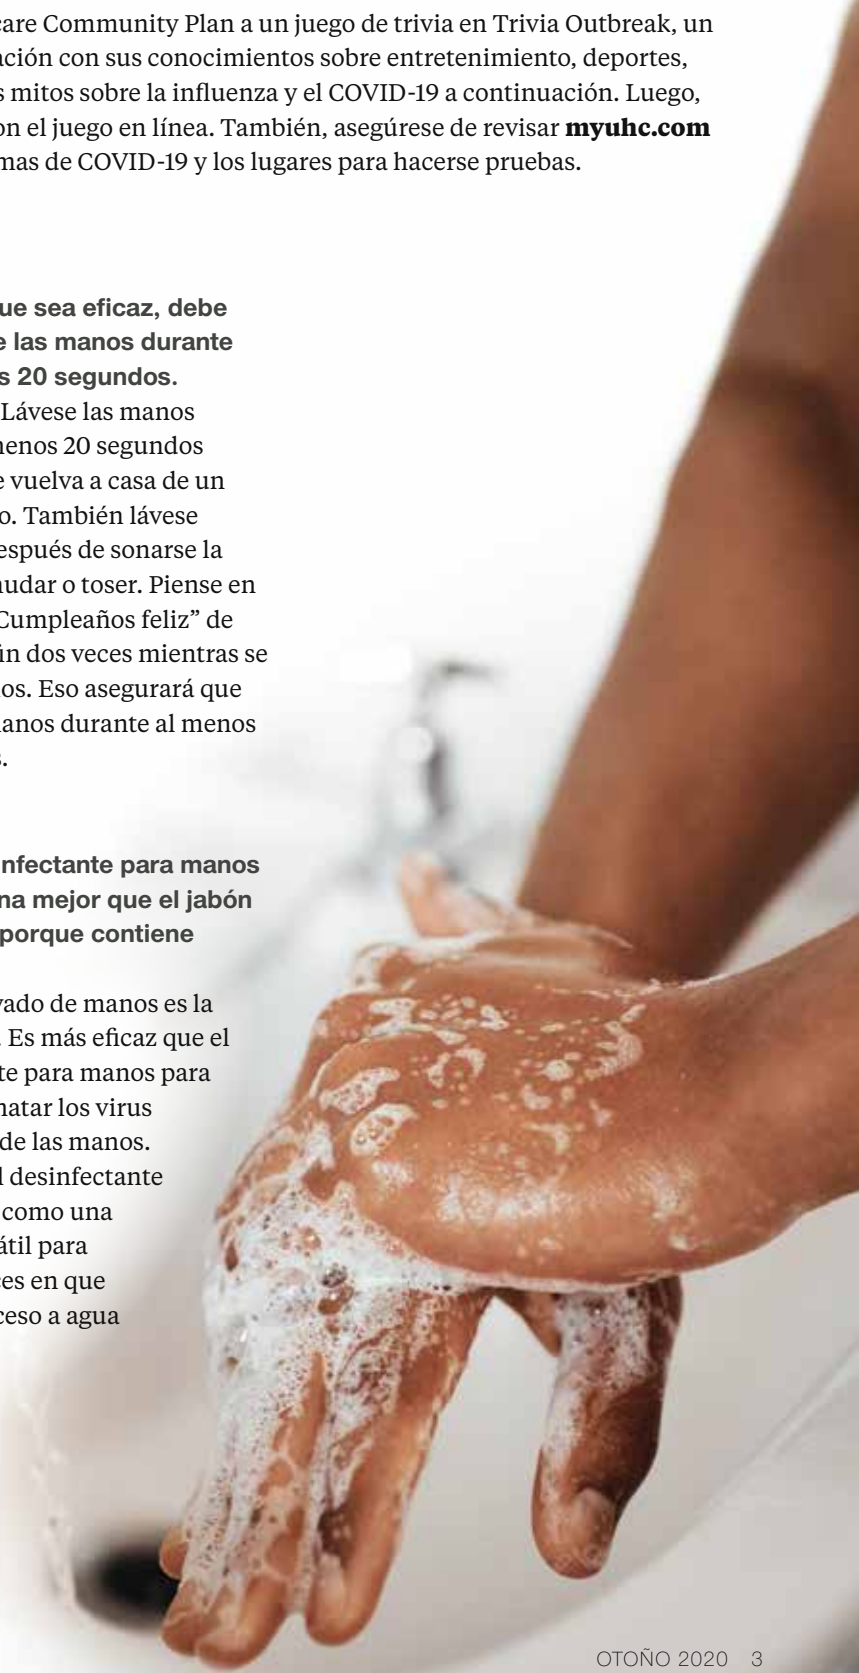 care Community Plan a un juego de trivia en Trivia Outbreak, un
ación con sus conocimientos sobre entretenimiento, deportes,
s mitos sobre la influenza y el COVID-19 a continuación. Luego,
on el juego en línea. También, asegúrese de revisar myuhc.com
mas de COVID-19 y los lugares para hacerse pruebas.
ue sea eficaz, debe
e las manos durante
s 20 segundos.
Lávese las manos
menos 20 segundos
e vuelva a casa de un
o. También lávese
espués de sonarse la
nudar o toser. Piense en
Cumpleaños feliz” de
fin dos veces mientras se
os. Eso asegurará que
anos durante al menos
s.
infectante para manos
na mejor que el jabón
porque contiene
vado de manos es la
. Es más eficaz que el
te para manos para
matar los virus
de las manos.
l desinfectante
como una
átil para
ces en que
ceso a agua
OTOÑO 2020 3